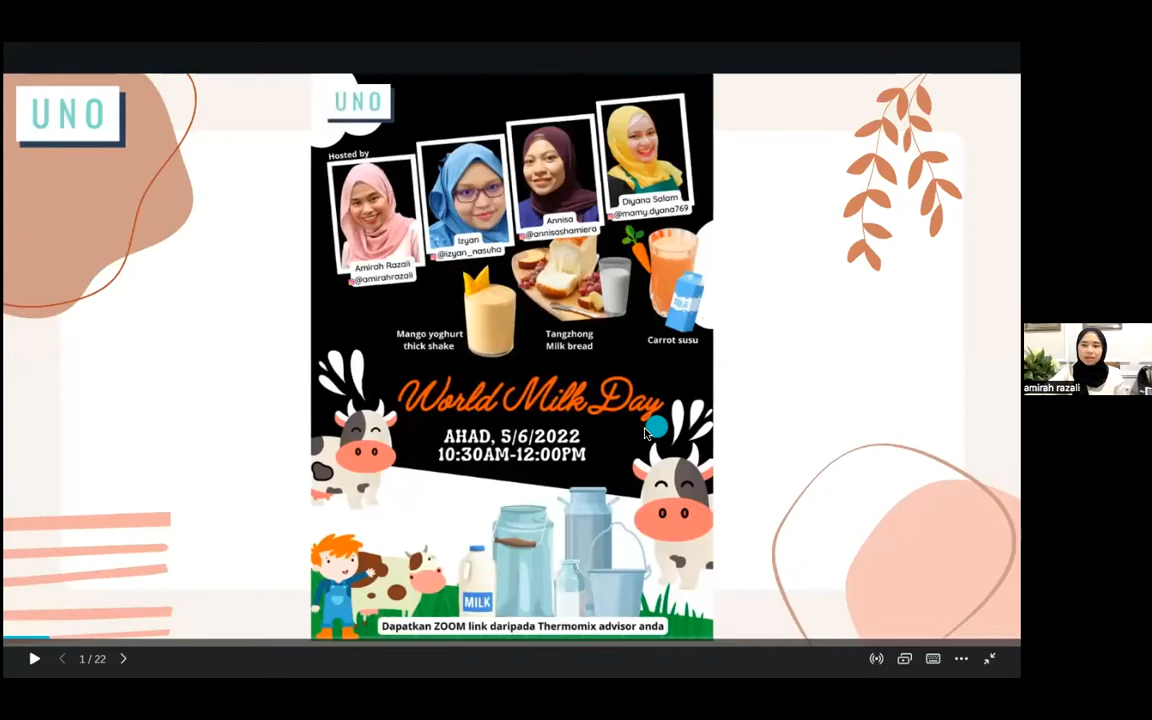 UNO
UNO
Hosted by
Amirah Razali
@amirahrazali
Izyan
@izyan_nasuha
Annisa
@annisashamiera
Diyana Salam
@mamy.dyana769
Mango yoghurt
thick shake
Tangzhong
Milk bread
Carrot susu
World Milk Day
AHAD, 5/6/2022
10:30AM-12:00PM
MILK
Dapatkan ZOOM link daripada Thermomix advisor anda
1 / 22
amirah razali